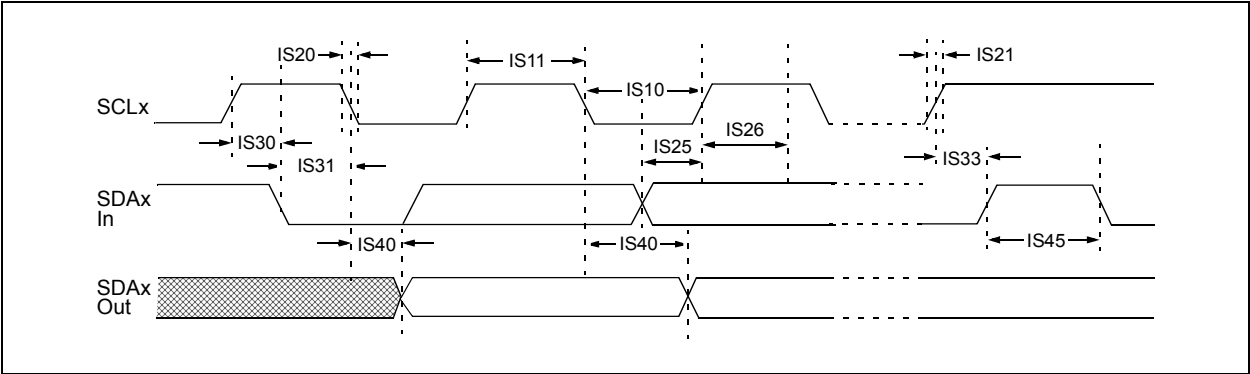 IS20
IS11
IS21
SCLx
IS10
IS30
IS26
IS31
IS25
IS33
SDAx
In
IS40
IS40
IS45
SDAx
Out